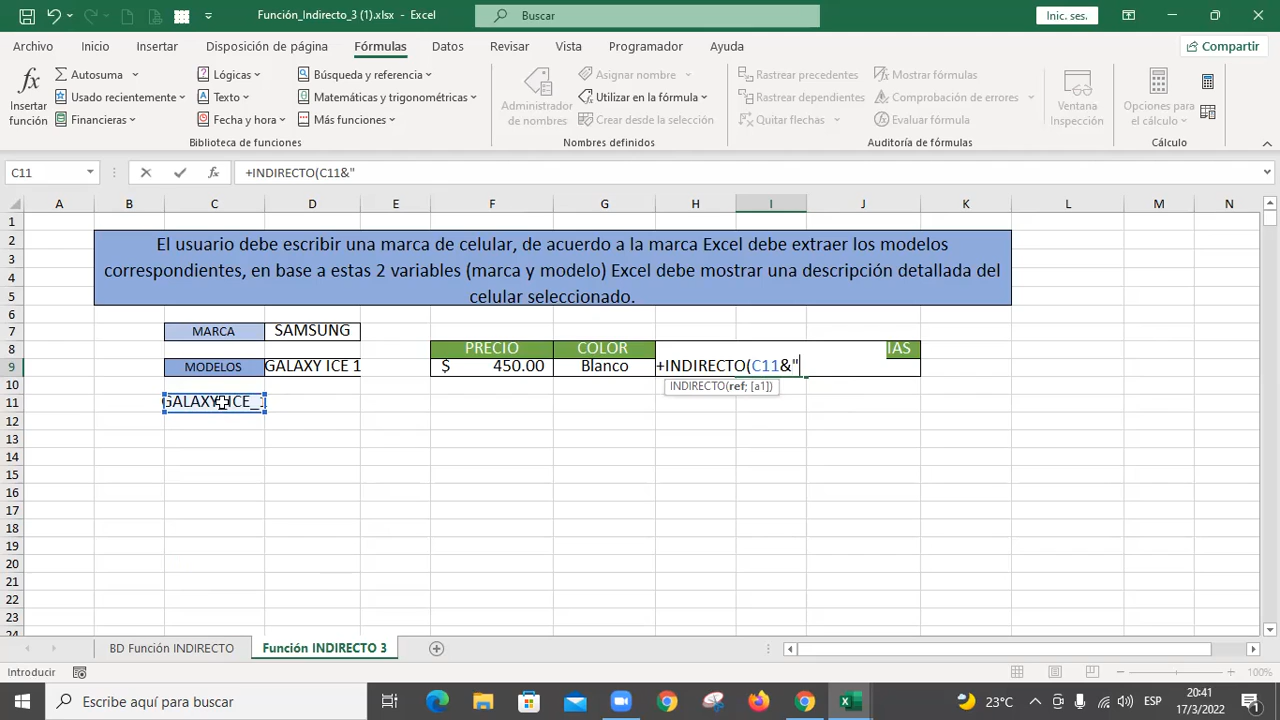 Función_Indirecto_3 (1).xlsx - Excel
Buscar
Inic. ses.
Archivo Inicio Insertar Disposición de página Fórmulas Datos Revisar Vista Programador Ayuda
Compartir
fx
Insertar función
Autosuma
Usado recientemente
Financieras
Lógicas
Texto
Fecha y hora
Búsqueda y referencia
Matemáticas y trigonométricas
Más funciones
Biblioteca de funciones
Administrador de nombres
Asignar nombre
Utilizar en la fórmula
Crear desde la selección
Nombres definidos
Rastrear precedentes
Rastrear dependientes
Quitar flechas
Mostrar fórmulas
Comprobación de errores
Evaluar fórmula
Ventana Inspección
Auditoría de fórmulas
Opciones para el cálculo
Cálculo
C11
fx
+INDIRECTO(C11&"
A B C D E F G H I J K L M N
1
2
3
4
5
6
7
8
9
10
11
12
13
14
15
16
17
18
19
20
21
22
23
24
El usuario debe escribir una marca de celular, de acuerdo a la marca Excel debe extraer los modelos
correspondientes, en base a estas 2 variables (marca y modelo) Excel debe mostrar una descripción detallada del
celular seleccionado.
MARCA SAMSUNG
PRECIO COLOR IAS
MODELOS GALAXY ICE 1 $ 450.00 Blanco +INDIRECTO(C11&"
INDIRECTO(ref; [a1])
GALAXY ICE_1
BD Función INDIRECTO Función INDIRECTO 3
Introducir
100%
Escribe aquí para buscar
23°C
ESP
20:41
17/3/2022
1